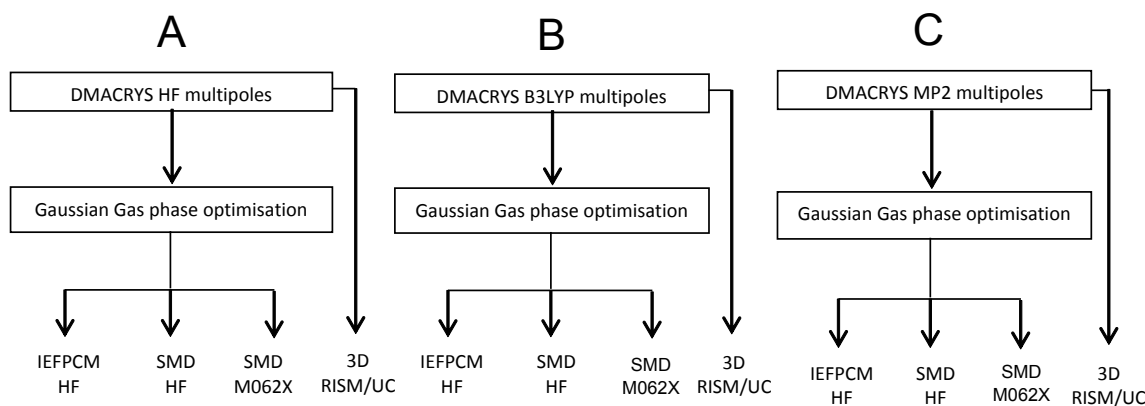 A
DMACRYS HF multipoles
Gaussian Gas phase optimisation
IEFPCM
HF
SMD
HF
SMD
M062X
3D
RISM/UC
B
DMACRYS B3LYP multipoles
Gaussian Gas phase optimisation
IEFPCM
HF
SMD
HF
SMD
M062X
3D
RISM/UC
C
DMACRYS MP2 multipoles
Gaussian Gas phase optimisation
IEFPCM
HF
SMD
HF
SMD
M062X
3D
RISM/UC